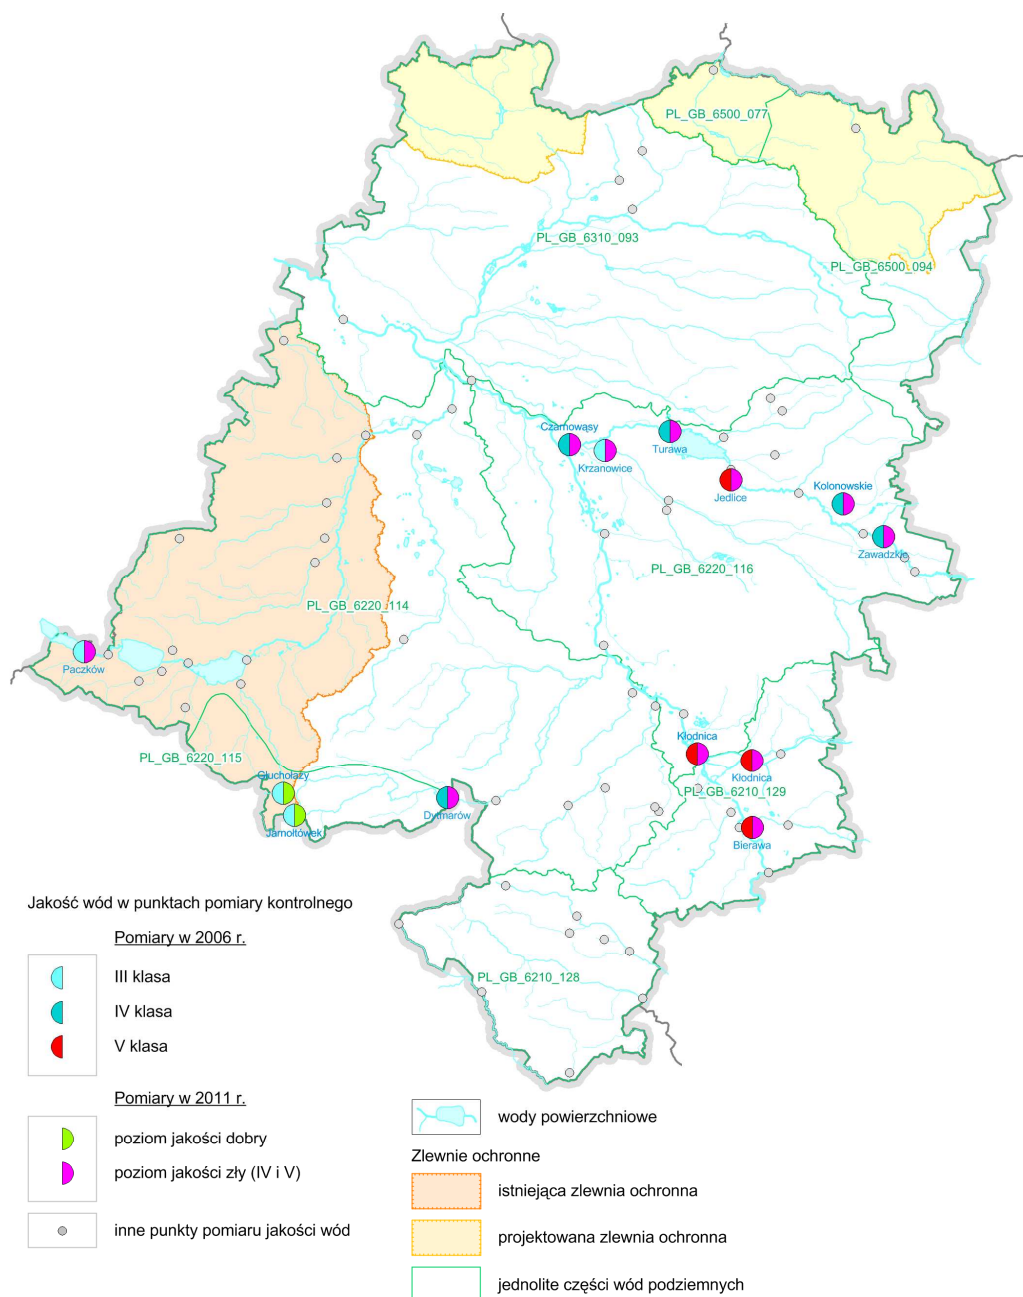 PL_GB_6500_077
PL_GB_6310_093
PL_GB_6500_094
Czarnowąsy
Krzanowice
Turawa
Jedlice
Kolonowskie
Zawadzkie
PL_GB_6220_116
PL_GB_6220_114
Paczków
PL_GB_6220_115
Głuchołazy
Jarnołtówek
Dytmarów
Kłodnica
Kłodnica
PL_GB_6210_129
Bierawa
PL_GB_6210_128
Jakość wód w punktach pomiary kontrolnego
Pomiary w 2006 r.
III klasa
IV klasa
V klasa
Pomiary w 2011 r.
poziom jakości dobry
poziom jakości zły (IV i V)
inne punkty pomiaru jakości wód
wody powierzchniowe
Zlewnie ochronne
istniejąca zlewnia ochronna
projektowana zlewnia ochronna
jednolite części wód podziemnych